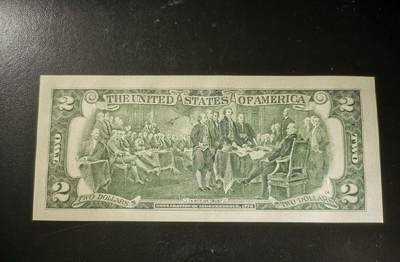 2 THE UNITED STATES OF AMERICA 2
TWO
TWO
2 2
TWO DOLLARS
TWO DOLLARS